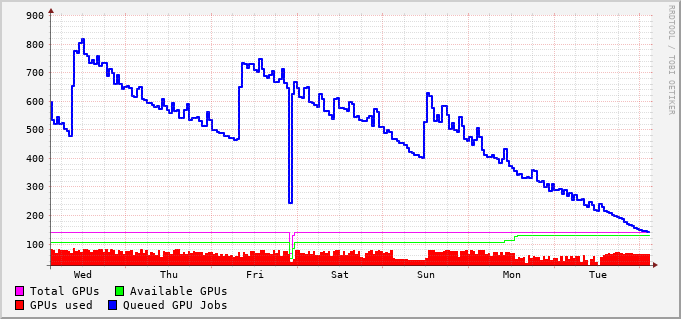 900
800
700
600
500
400
300
200
100
Wed Thu Fri Sat Sun Mon Tue
Total GPUs Available GPUs
GPUs used Queued GPU Jobs
RRDTOOL / TOBI OETIKER